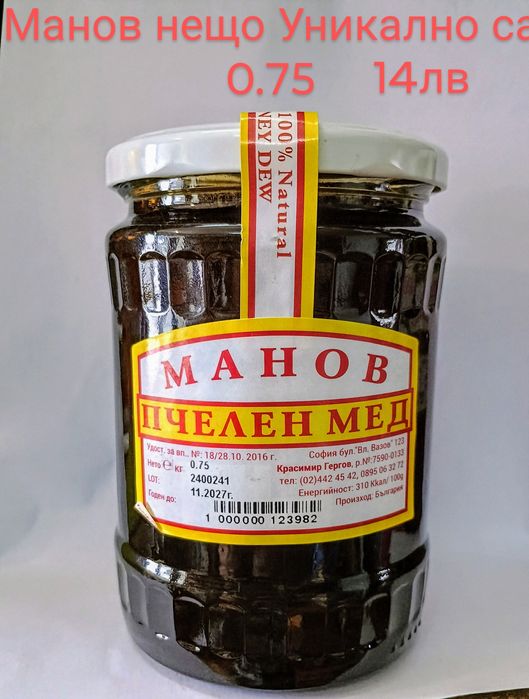 Манов нещо Уникално са
0.75 14лв
100% Natural
NEY DEW
МАНОВ
ПЧЕЛЕН МЕД
Удост. за вп.. №: 18/28.10. 2016 г.
Нето e КГ 0.75
LOT: 2400241
Годен до: 11.2027г.
София бул."Вл. Вазов" 123
Красимир Гергов, р.№:7590-0133
тел: (02)442 45 42, 0895 06 32 72
Енергийност: 310 Kkal/ 100g
Произход: България
1 000000 123982